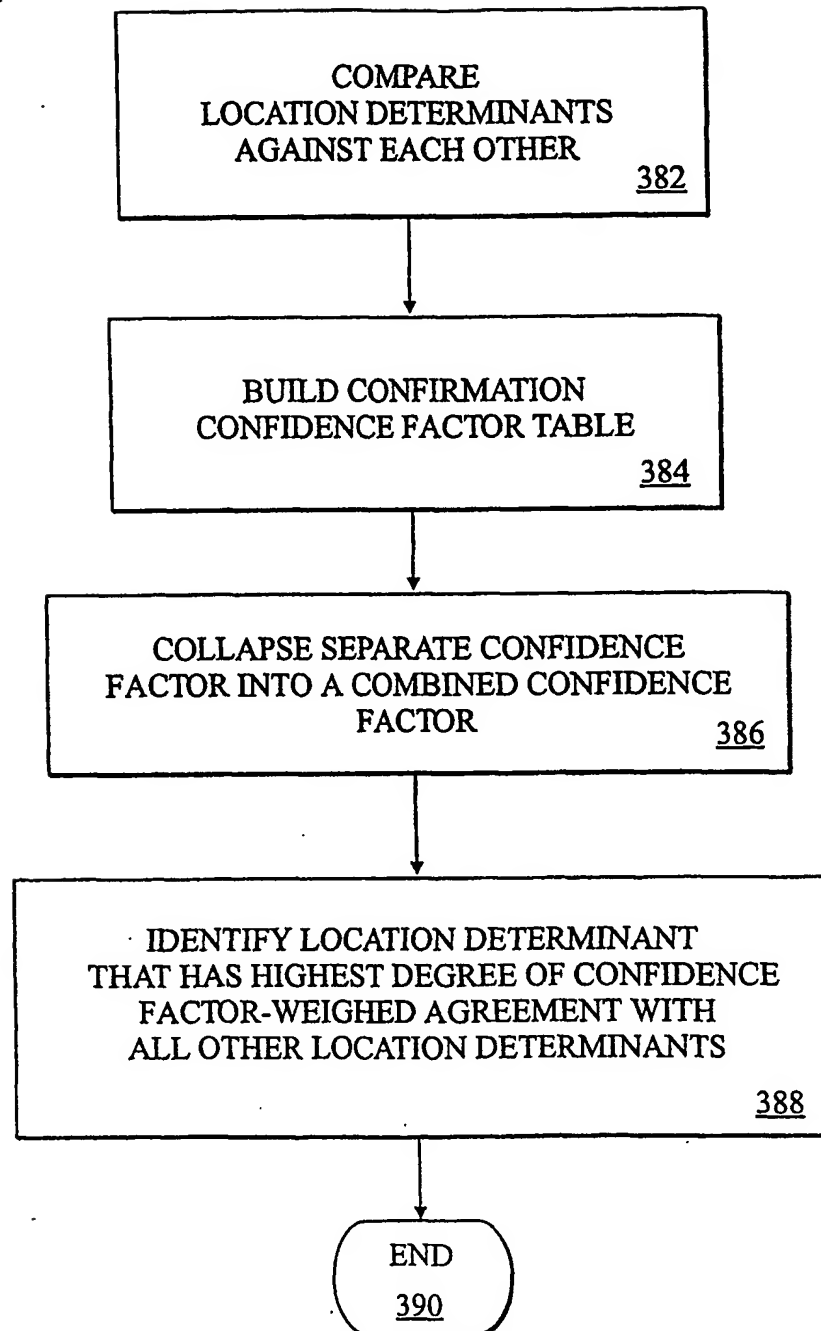 COMPARE
LOCATION DETERMINANTS
AGAINST EACH OTHER
382
BUILD CONFIRMATION
CONFIDENCE FACTOR TABLE
384
COLLAPSE SEPARATE CONFIDENCE
FACTOR INTO A COMBINED CONFIDENCE
FACTOR
386
IDENTIFY LOCATION DETERMINANT
THAT HAS HIGHEST DEGREE OF CONFIDENCE
FACTOR-WEIGHED AGREEMENT WITH
ALL OTHER LOCATION DETERMINANTS
388
END
390